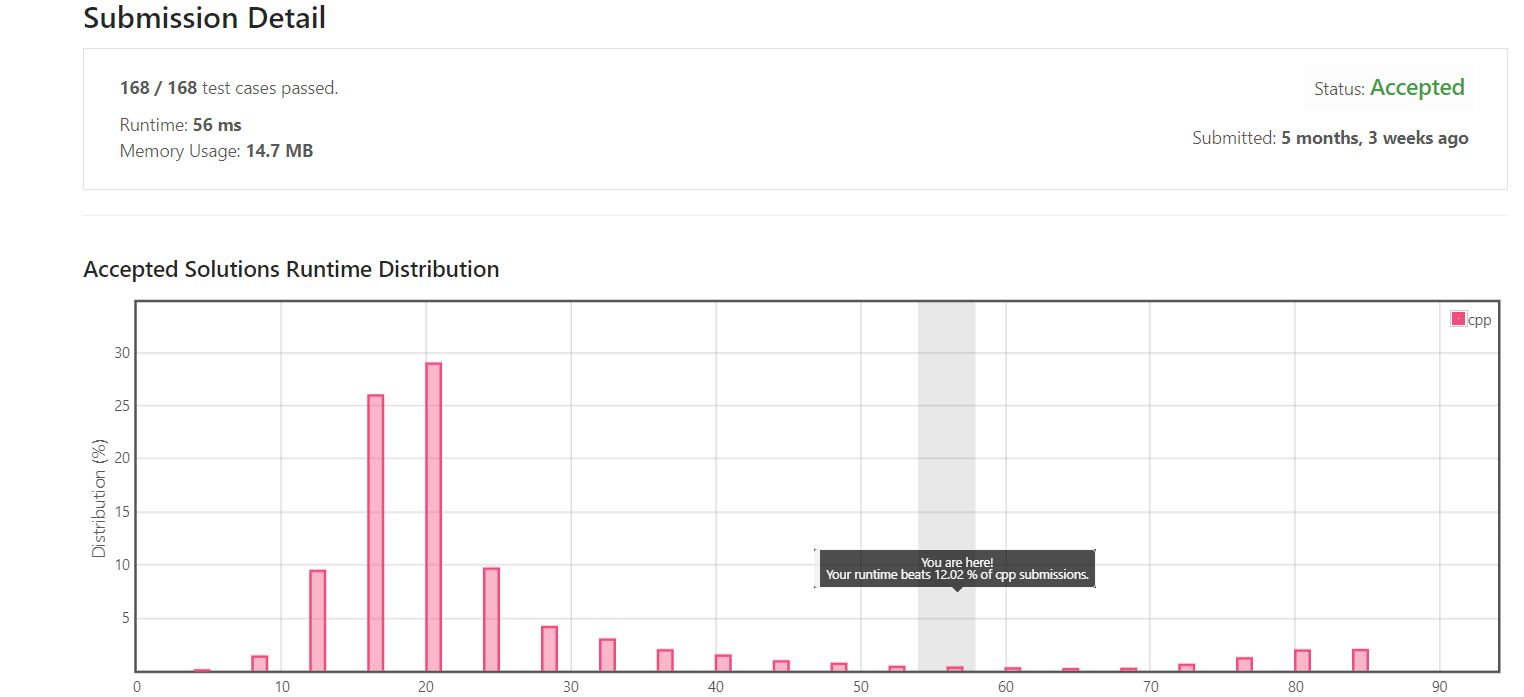 Submission Detail
168 / 168 test cases passed.
Status: Accepted
Runtime: 56 ms
Memory Usage: 14.7 MB
Submitted: 5 months, 3 weeks ago
Accepted Solutions Runtime Distribution
cpp
Distribution (%)
30
25
20
15
10
5
You are here!
Your runtime beats 12.02 % of cpp submissions.
0 10 20 30 40 50 60 70 80 90